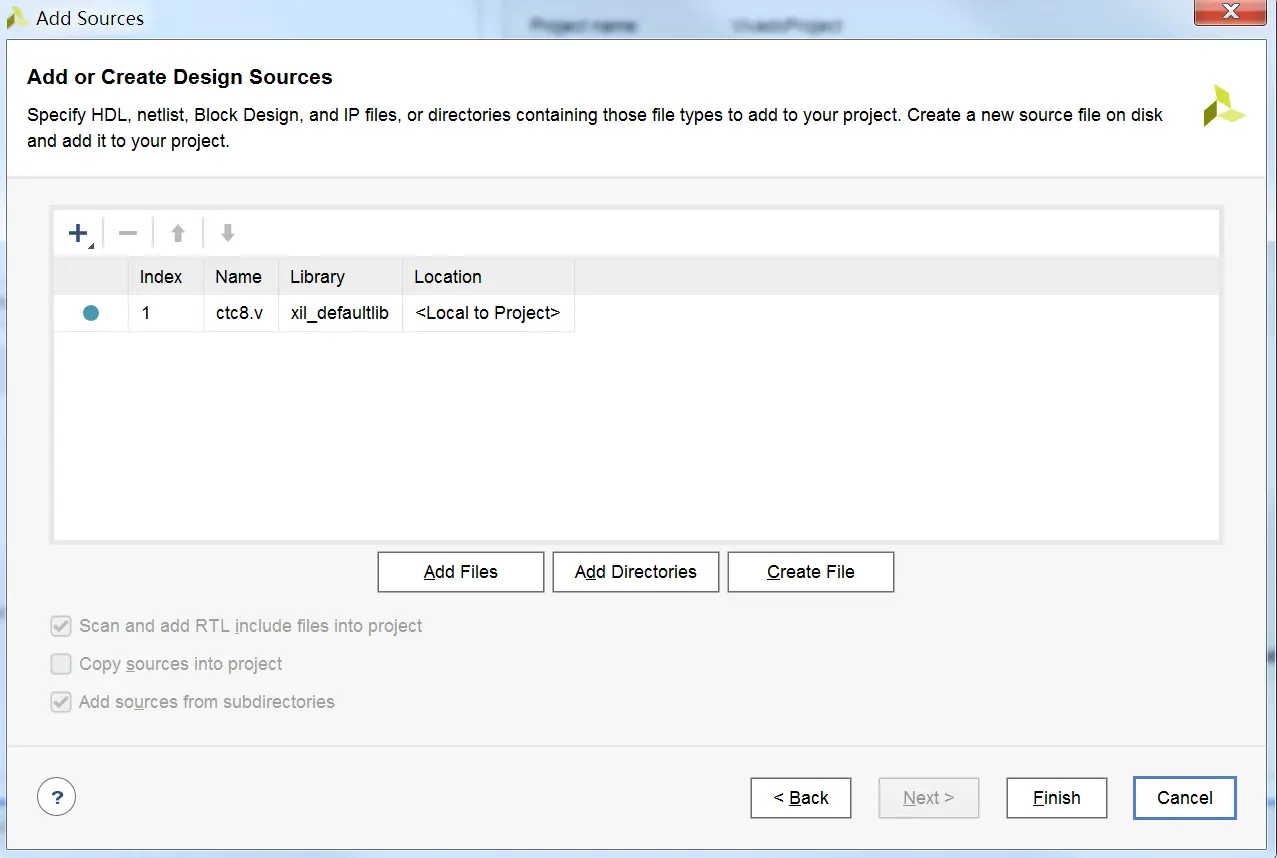 Add Sources
Project name VivadoProject
Add or Create Design Sources
Specify HDL, netlist, Block Design, and IP files, or directories containing those file types to add to your project. Create a new source file on disk
and add it to your project.
Index Name Library Location
1 ctc8.v xil_defaultlib <Local to Project>
Add Files Add Directories Create File
Scan and add RTL include files into project
Copy sources into project
Add sources from subdirectories
? < Back Next > Finish Cancel